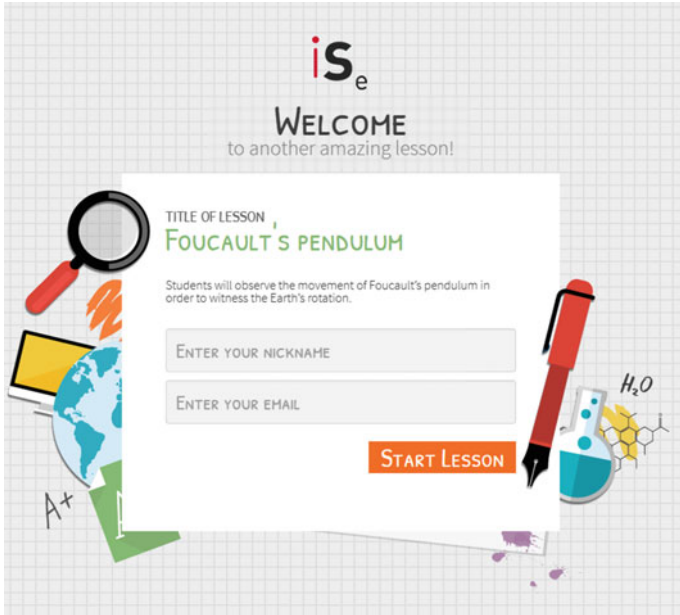 iSe
WELCOME
to another amazing lesson!
TITLE OF LESSON
FOUCAULT'S PENDULUM
Students will observe the movement of Foucault's pendulum in
order to witness the Earth's rotation.
ENTER YOUR NICKNAME
ENTER YOUR EMAIL
START LESSON
H₂O
A+